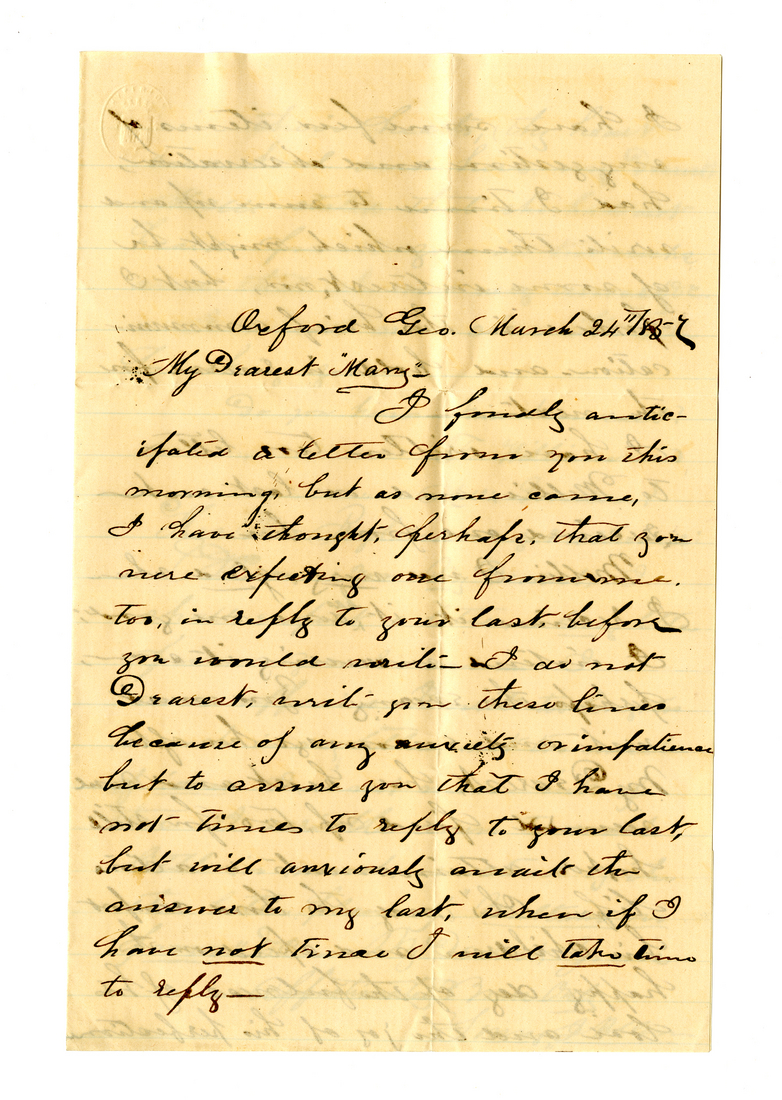 Oxford Geo. March 24"/1857
My Dearest "Mary"—
I fondly antic-
ipated a letter from you this
morning, but as none came,
I have thought, perhaps, that you
were expecting one from me.
too, in reply to your last, before
you would write— I do not
Dearest, write you these lines
because of any anxiety or impatience
but to assure you that I have
not times to reply to your last,
but will anxiously await the
answer to my last, when if I
have not time I will take time
to reply—